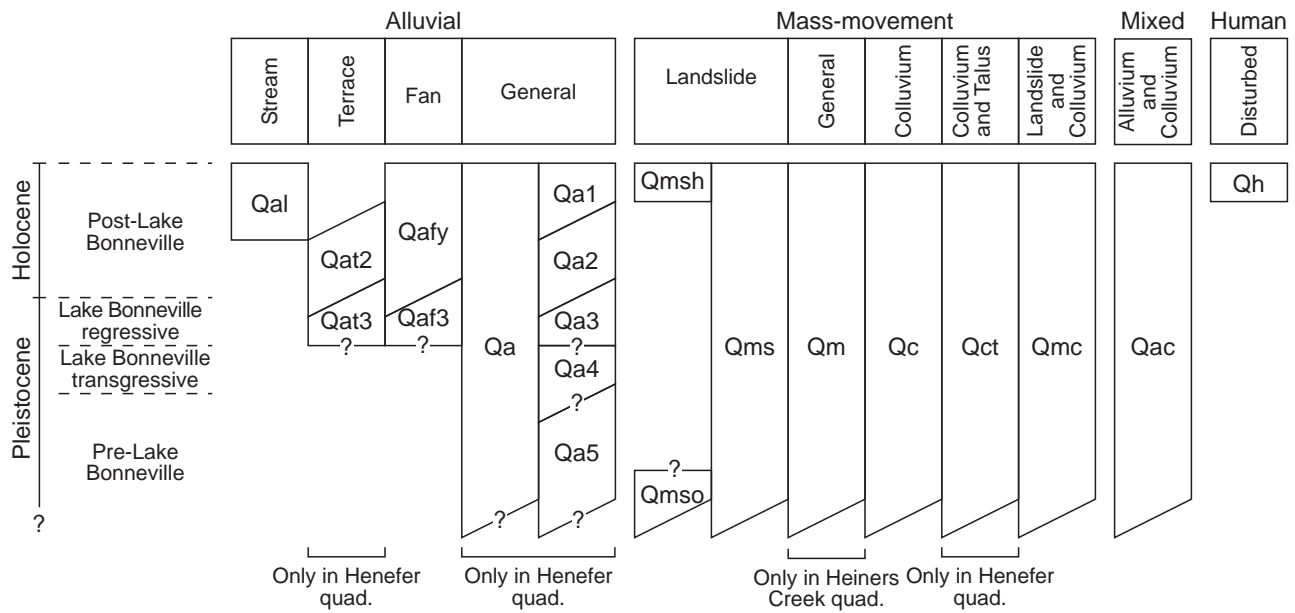 Alluvial
Mass-movement
Mixed
Human
Stream
Terrace
Fan
General
Landslide
General
Colluvium
Colluvium
and Talus
Landslide
and
Colluvium
Alluvium
and
Colluvium
Disturbed
Holocene
Pleistocene
?
Post-Lake
Bonneville
Lake Bonneville
regressive
Lake Bonneville
transgressive
Pre-Lake
Bonneville
Qal
Qat2
Qat3
?
Qafy
Qaf3
?
Qa
?
Qa1
Qa2
Qa3
?
Qa4
?
Qa5
?
Qmsh
?
Qmso
Qms
Qm
Qc
Qct
Qmc
Qac
Qh
Only in Henefer
quad.
Only in Henefer
quad.
Only in Heiners
Creek quad.
Only in Henefer
quad.